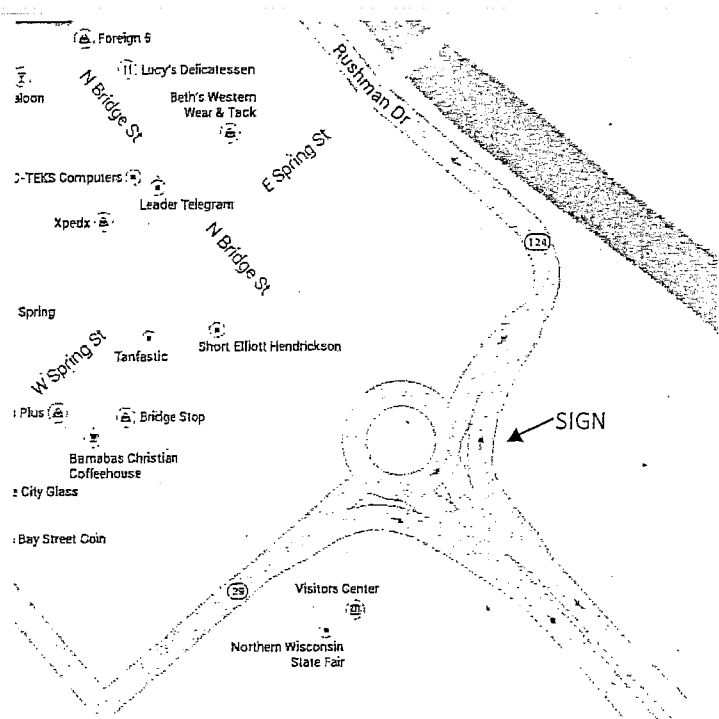 Foreign 5
Lucy's Delicatessen
N Bridge St
Beth's Western
Wear & Tack
Rushman Dr
E Spring St
-TEKS Computers
Leader Telegram
Xpedx
N Bridge St
124
Spring
W Spring St
Tanfastic
Short Elliott Hendrickson
Plus
Bridge Stop
SIGN
Barnabas Christian
Coffeehouse
City Glass
Bay Street Coin
29
Visitors Center
Northern Wisconsin
State Fair